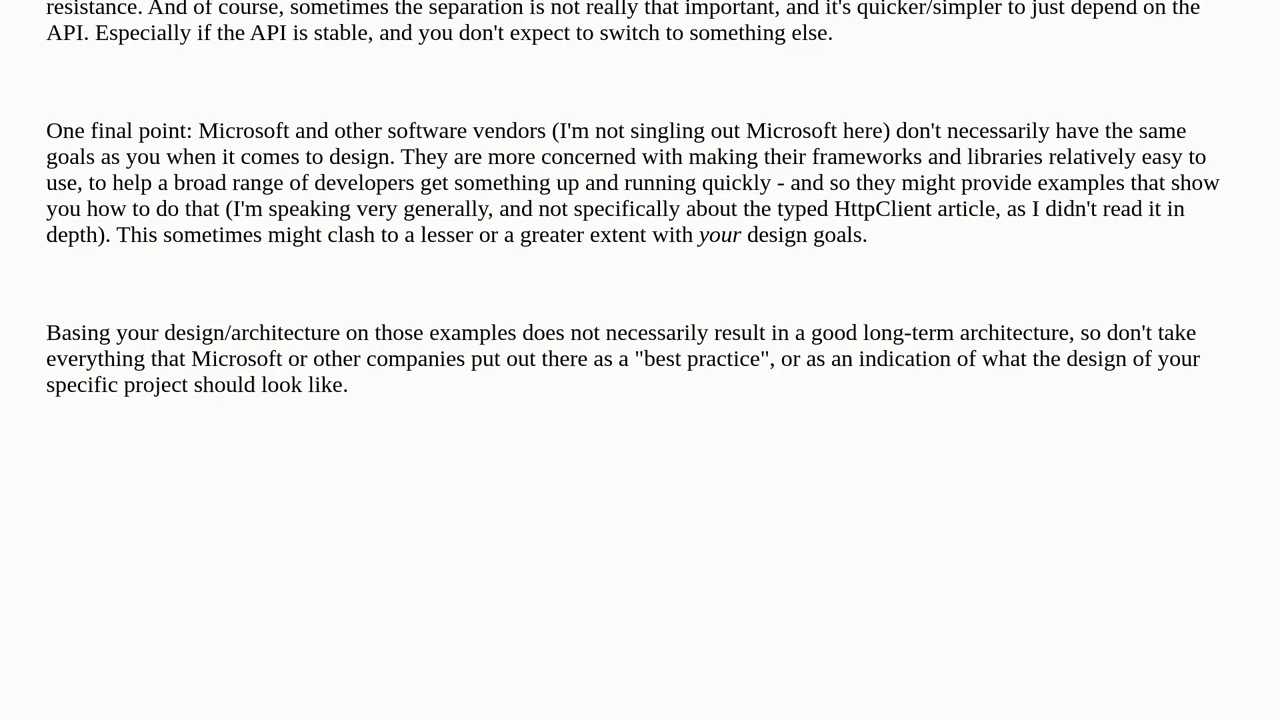 resistance. And of course, sometimes the separation is not really that important, and it's quicker/simpler to just depend on the
API. Especially if the API is stable, and you don't expect to switch to something else.
One final point: Microsoft and other software vendors (I'm not singling out Microsoft here) don't necessarily have the same
goals as you when it comes to design. They are more concerned with making their frameworks and libraries relatively easy to
use, to help a broad range of developers get something up and running quickly - and so they might provide examples that show
you how to do that (I'm speaking very generally, and not specifically about the typed HttpClient article, as I didn't read it in
depth). This sometimes might clash to a lesser or a greater extent with your design goals.
Basing your design/architecture on those examples does not necessarily result in a good long-term architecture, so don't take
everything that Microsoft or other companies put out there as a "best practice", or as an indication of what the design of your
specific project should look like.